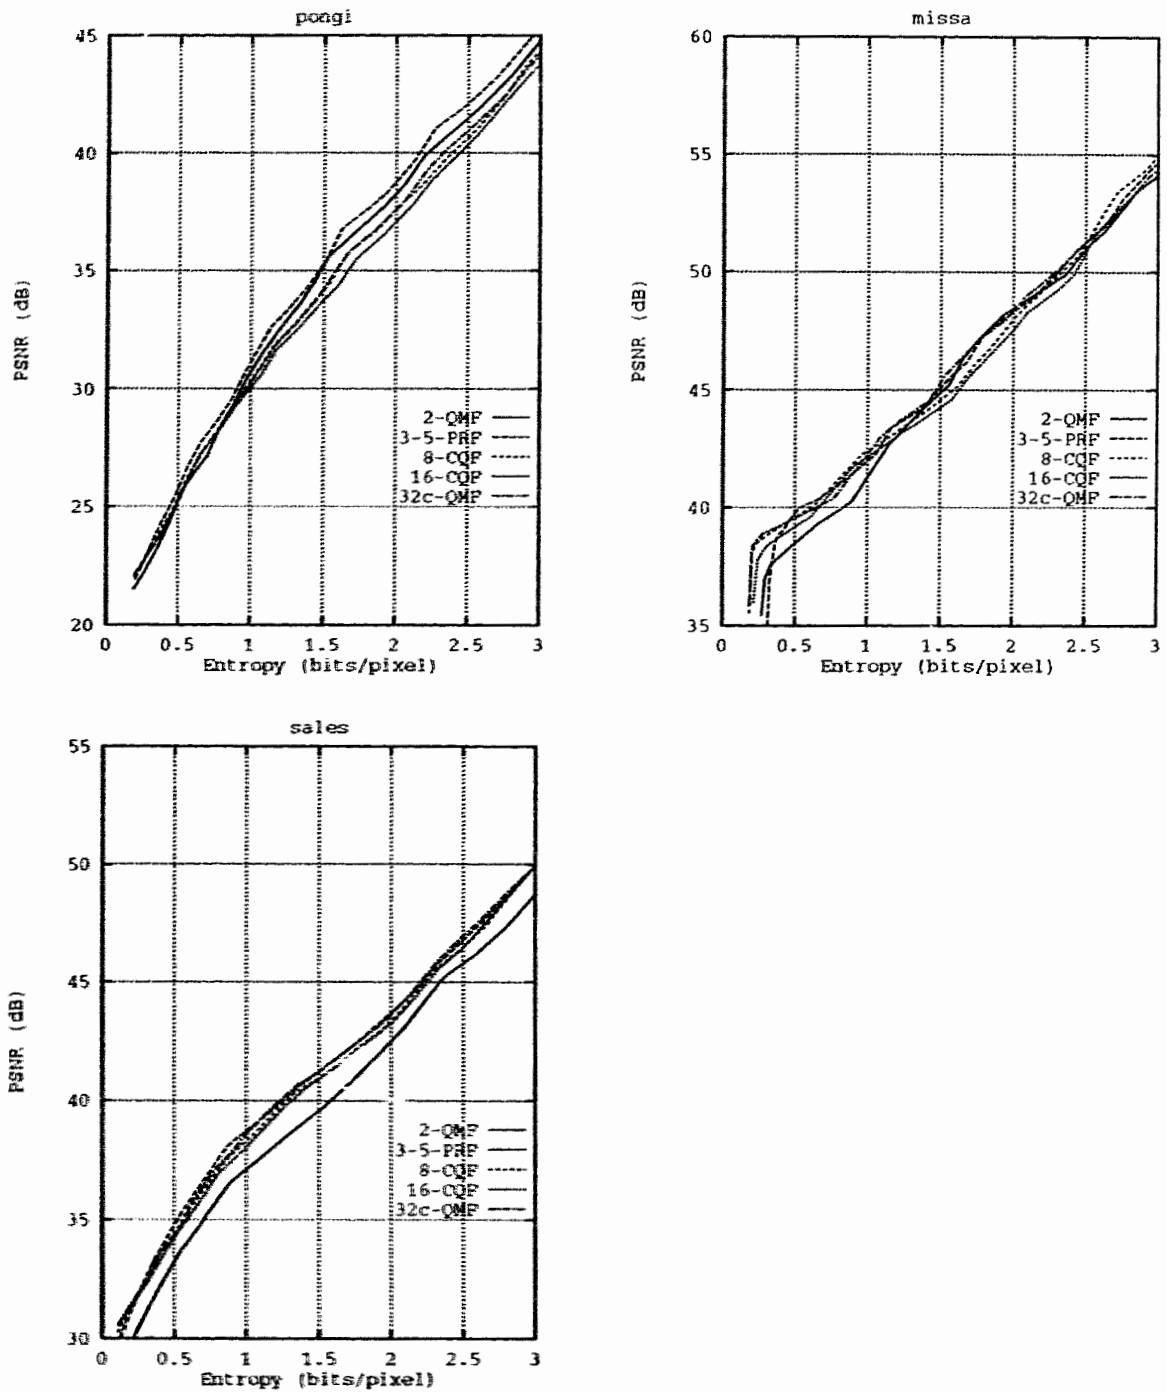 pongi
45
40
35
30
25
20
PSNR (dB)
2-QMF
3-5-PRF
8-CQF
16-CQF
32c-QMF
0 0.5 1 1.5 2 2.5 3
Entropy (bits/pixel)
missa
60
55
50
45
40
35
PSNR (dB)
2-QMF
3-5-PRF
8-CQF
16-CQF
32c-QMF
0 0.5 1 1.5 2 2.5 3
Entropy (bits/pixel)
sales
55
50
45
40
35
30
PSNR (dB)
2-QMF
3-5-PRF
8-CQF
16-CQF
32c-QMF
0 0.5 1 1.5 2 2.5 3
Entropy (bits/pixel)